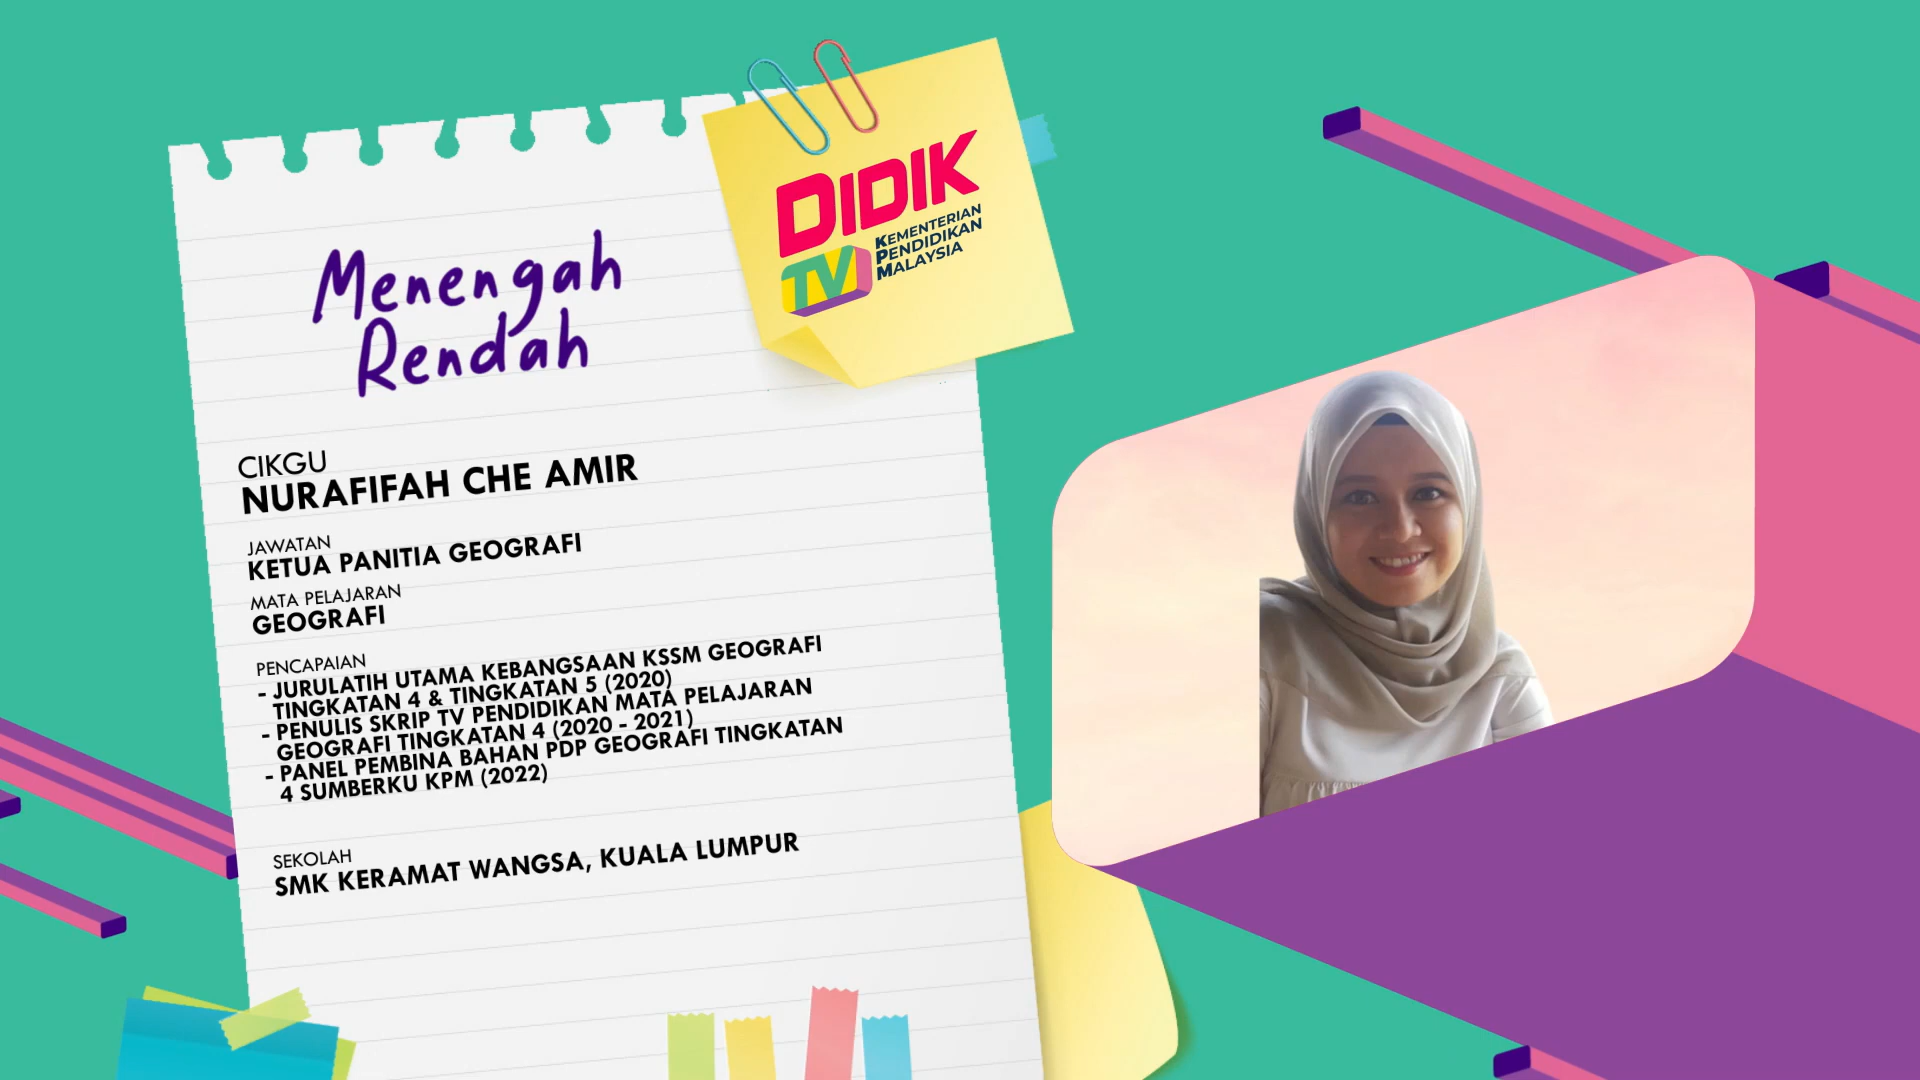 DIDIK
TV
KEMENTERIAN
PENDIDIKAN
MALAYSIA
Menengah
Rendah
CIKGU
NURAFIFAH CHE AMIR
JAWATAN
KETUA PANITIA GEOGRAFI
MATA PELAJARAN
GEOGRAFI
PENCAPAIAN
- JURULATIH UTAMA KEBANGSAAN KSSM GEOGRAFI
TINGKATAN 4 & TINGKATAN 5 (2020)
- PENULIS SKRIP TV PENDIDIKAN MATA PELAJARAN
GEOGRAFI TINGKATAN 4 (2020 - 2021)
- PANEL PEMBINA BAHAN PDP GEOGRAFI TINGKATAN
4 SUMBERKU KPM (2022)
SEKOLAH
SMK KERAMAT WANGSA, KUALA LUMPUR